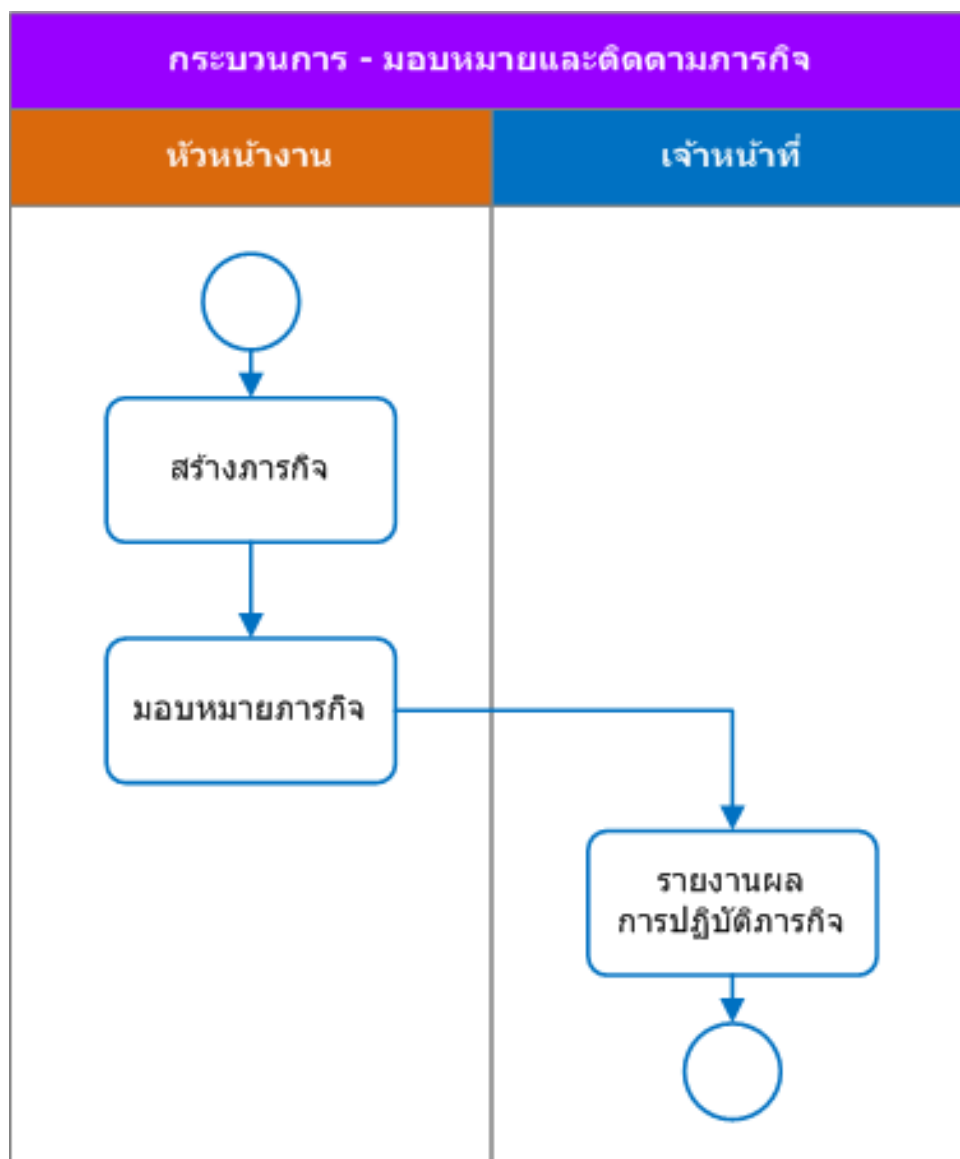 กระบวนการ - มอบหมายและติดตามภารกิจ
หัวหน้างาน
เจ้าหน้าที่
สร้างภารกิจ
มอบหมายภารกิจ
รายงานผล
การปฏิบัติภารกิจ